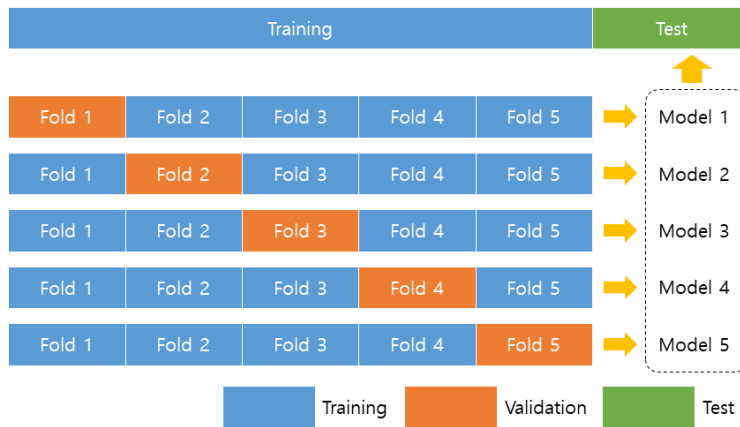 Training Test
Fold 1 Fold 2 Fold 3 Fold 4 Fold 5 Model 1
Fold 1 Fold 2 Fold 3 Fold 4 Fold 5 Model 2
Fold 1 Fold 2 Fold 3 Fold 4 Fold 5 Model 3
Fold 1 Fold 2 Fold 3 Fold 4 Fold 5 Model 4
Fold 1 Fold 2 Fold 3 Fold 4 Fold 5 Model 5
Training Validation Test